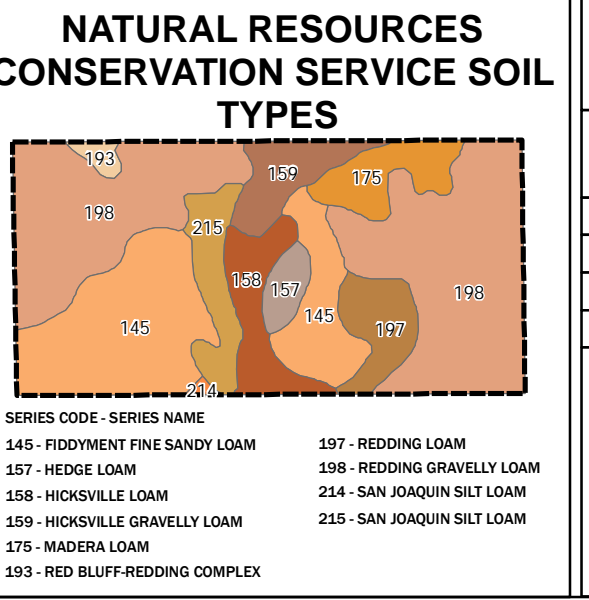 NATURAL RESOURCES
CONSERVATION SERVICE SOIL
TYPES
193
159
175
198
215
158
157
198
145
145
197
214
SERIES CODE - SERIES NAME
145 - FIDDYMENT FINE SANDY LOAM
157 - HEDGE LOAM
158 - HICKSVILLE LOAM
159 - HICKSVILLE GRAVELLY LOAM
175 - MADERA LOAM
193 - RED BLUFF-REDDING COMPLEX
197 - REDDING LOAM
198 - REDDING GRAVELLY LOAM
214 - SAN JOAQUIN SILT LOAM
215 - SAN JOAQUIN SILT LOAM